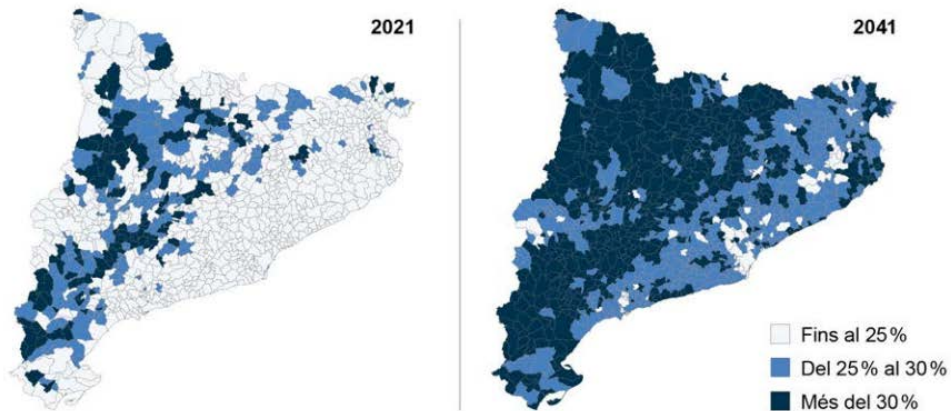 2021
2041
Fins al 25 %
Del 25 % al 30 %
Més del 30 %